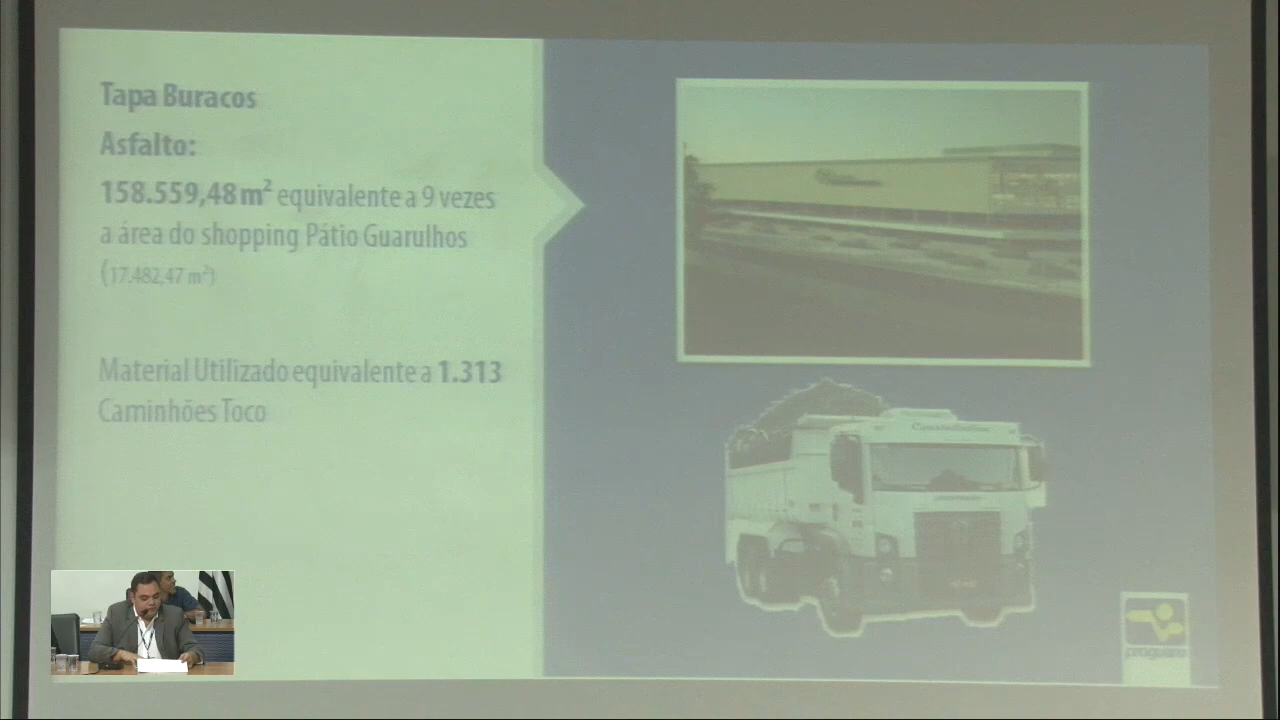 Tapa Buracos
Asfalto:
158.559,48 m² equivalente a 9 vezes
a área do shopping Pátio Guarulhos
(17.482,47 m²)
Material Utilizado equivalente a 1.313
Caminhões Toco
Constellation
proguaru